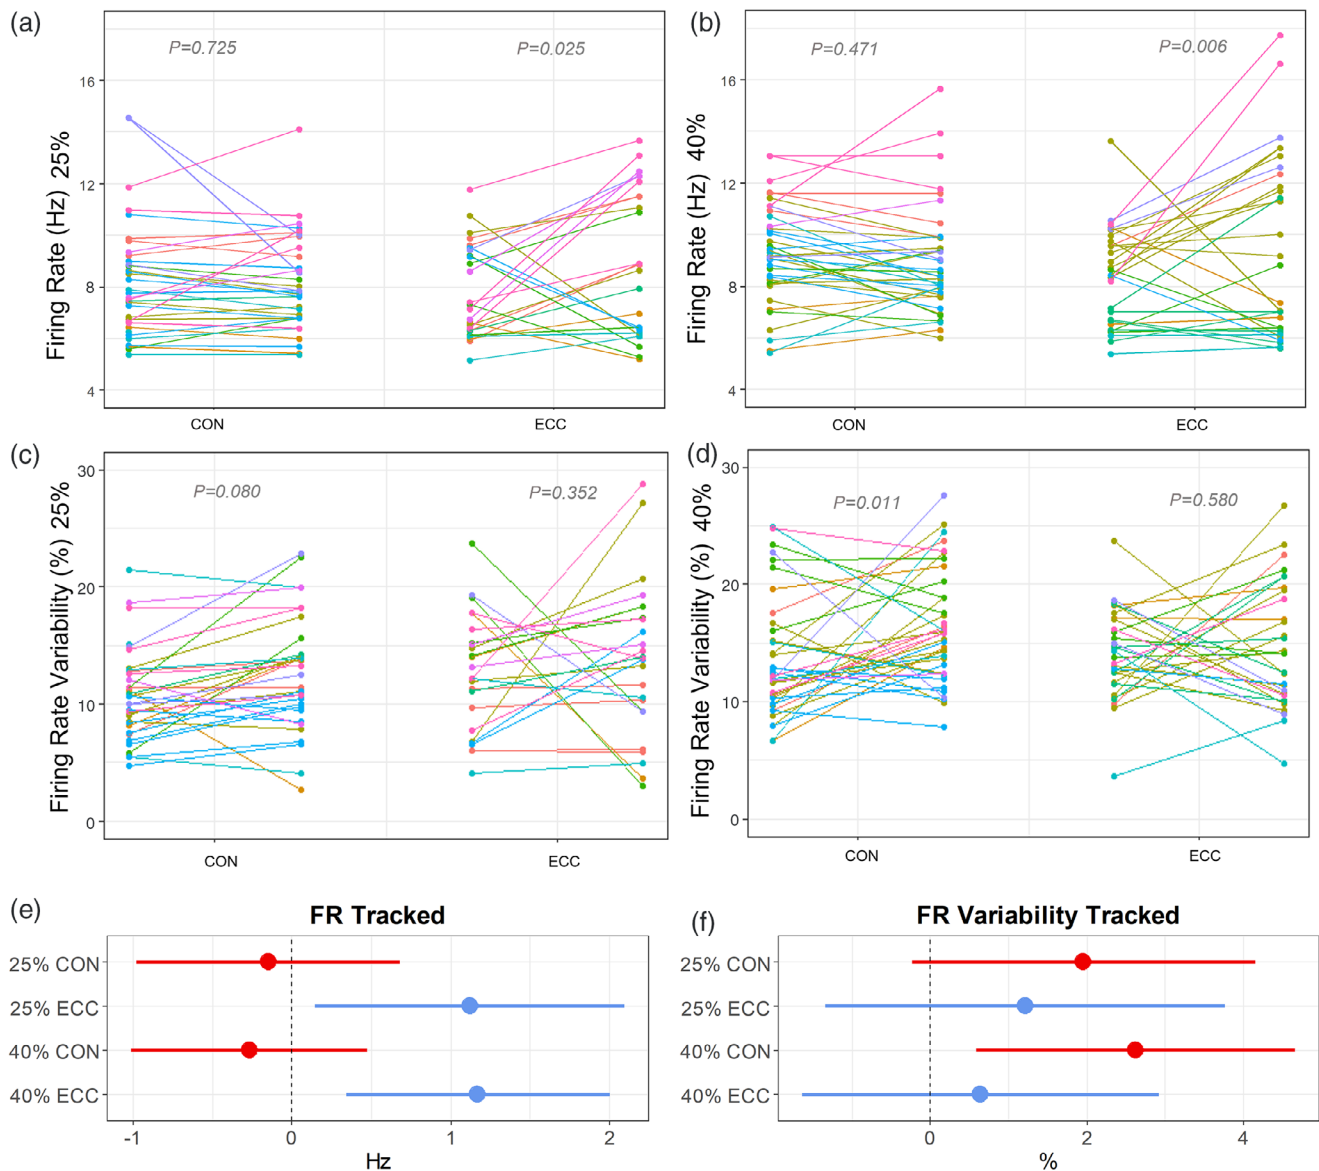 (a)
P=0.725
P=0.025
Firing Rate (Hz) 25%
16
12
8
4
CON
ECC
(b)
P=0.471
P=0.006
Firing Rate (Hz) 40%
16
12
8
4
CON
ECC
(c)
P=0.080
P=0.352
Firing Rate Variability (%) 25%
30
20
10
0
CON
ECC
(d)
P=0.011
P=0.580
Firing Rate Variability (%) 40%
30
20
10
0
CON
ECC
(e)
FR Tracked
25% CON
25% ECC
40% CON
40% ECC
-1 0 1 2
Hz
(f)
FR Variability Tracked
25% CON
25% ECC
40% CON
40% ECC
0 2 4
%